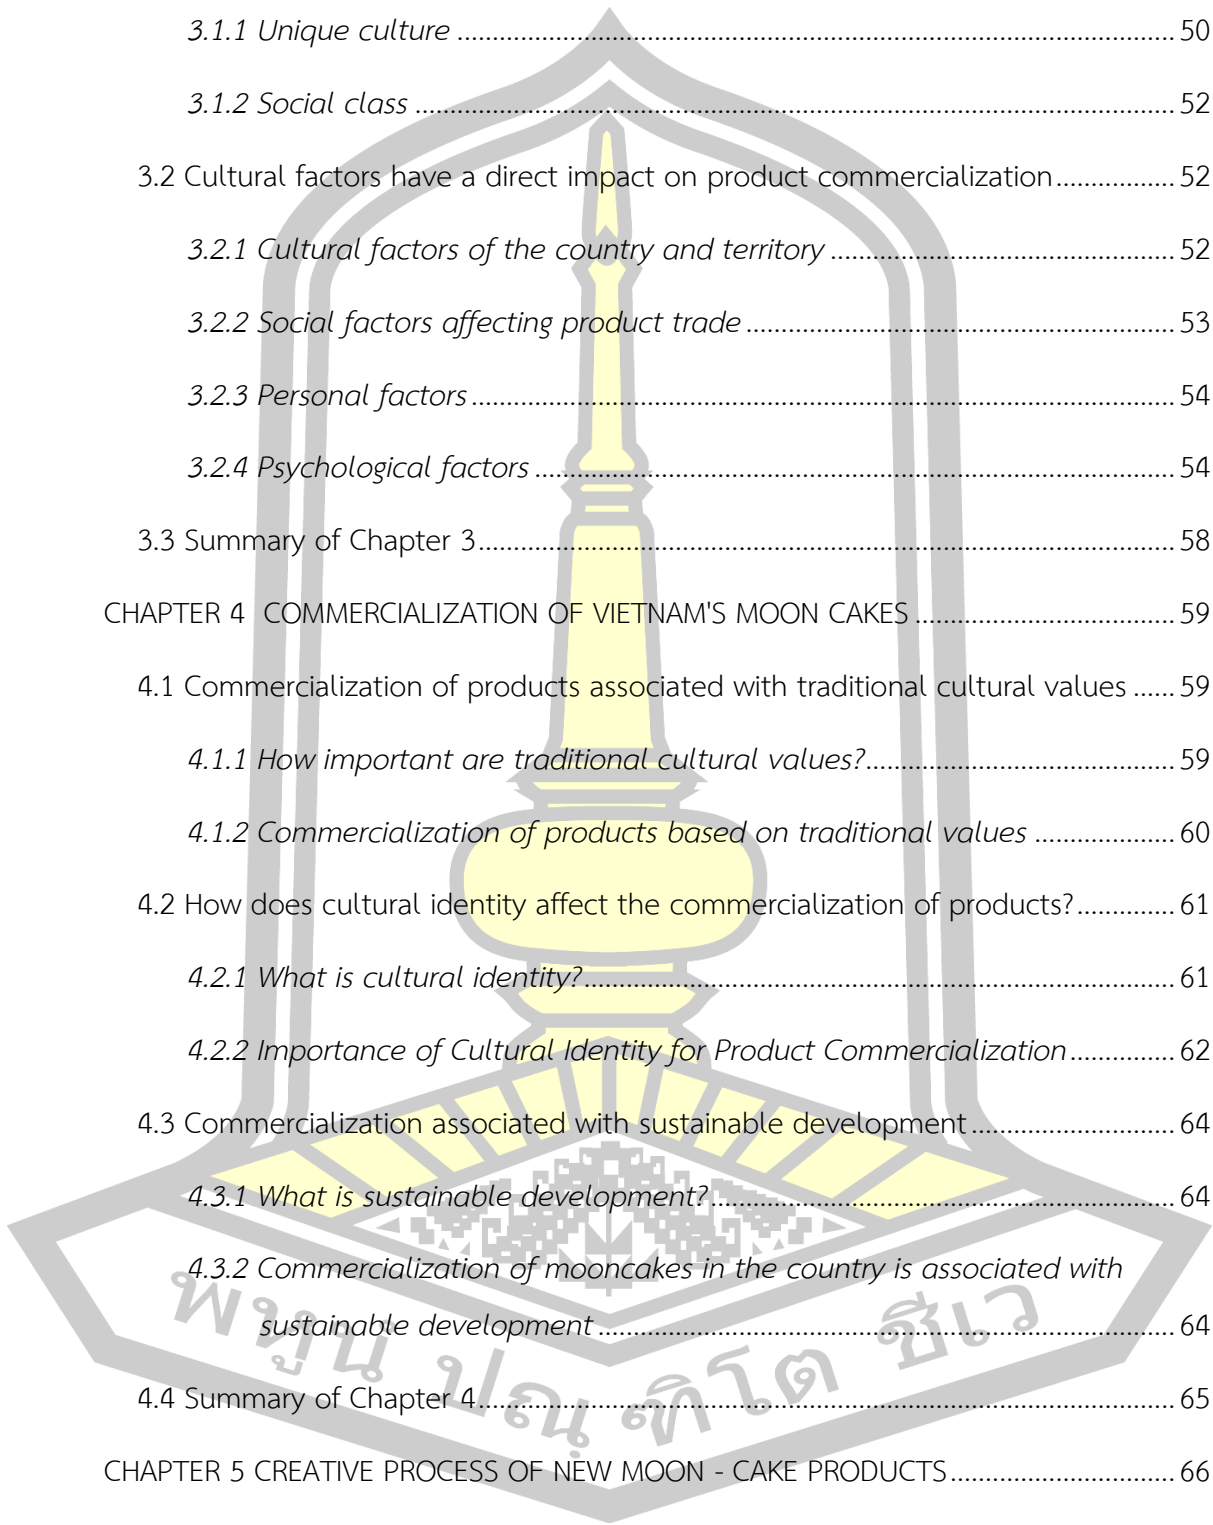 3.1.1 Unique culture ........................................ 50
3.1.2 Social class ........................................ 52
3.2 Cultural factors have a direct impact on product commercialization ................. 52
3.2.1 Cultural factors of the country and territory ........................................ 52
3.2.2 Social factors affecting product trade ........................................ 53
3.2.3 Personal factors ........................................ 54
3.2.4 Psychological factors ........................................ 54
3.3 Summary of Chapter 3 ........................................ 58
CHAPTER 4 COMMERCIALIZATION OF VIETNAM'S MOON CAKES ........................................ 59
4.1 Commercialization of products associated with traditional cultural values ...... 59
4.1.1 How important are traditional cultural values? ........................................ 59
4.1.2 Commercialization of products based on traditional values .................... 60
4.2 How does cultural identity affect the commercialization of products? .............. 61
4.2.1 What is cultural identity? ........................................ 61
4.2.2 Importance of Cultural Identity for Product Commercialization ............... 62
4.3 Commercialization associated with sustainable development ............................. 64
4.3.1 What is sustainable development? ........................................ 64
4.3.2 Commercialization of mooncakes in the country is associated with
sustainable development ........................................ 64
4.4 Summary of Chapter 4 ........................................ 65
CHAPTER 5 CREATIVE PROCESS OF NEW MOON - CAKE PRODUCTS ................................ 66
พหูน ปณฺฑิโต ชีเว